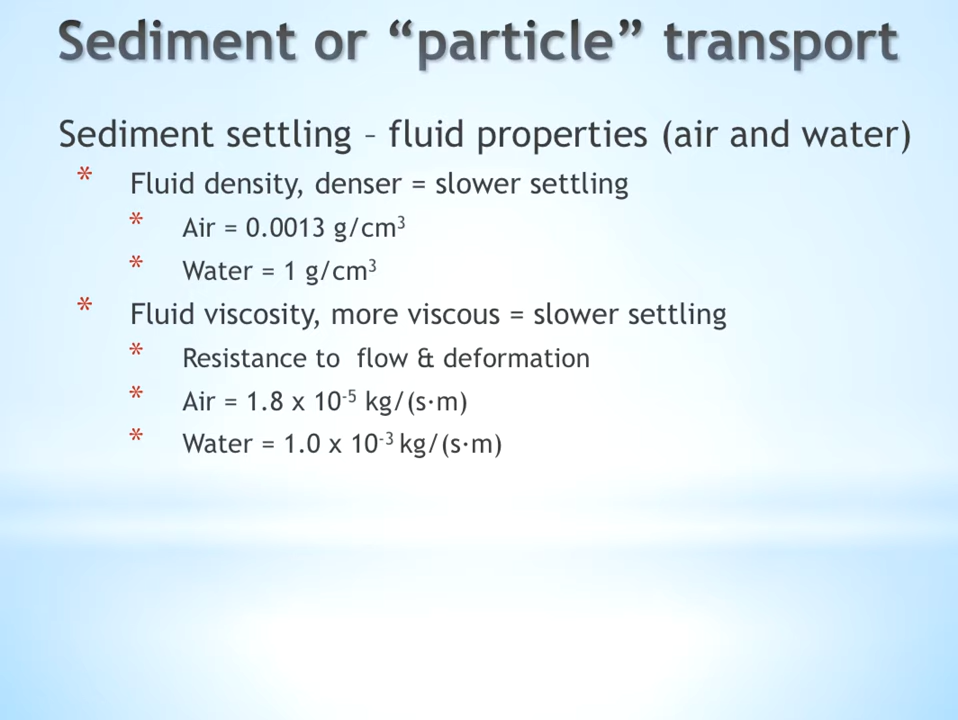 Sediment or “particle” transport
Sediment settling – fluid properties (air and water)
* Fluid density, denser = slower settling
* Air = 0.0013 g/cm³
* Water = 1 g/cm³
* Fluid viscosity, more viscous = slower settling
* Resistance to flow & deformation
* Air = 1.8 x 10⁻⁵ kg/(s·m)
* Water = 1.0 x 10⁻³ kg/(s·m)